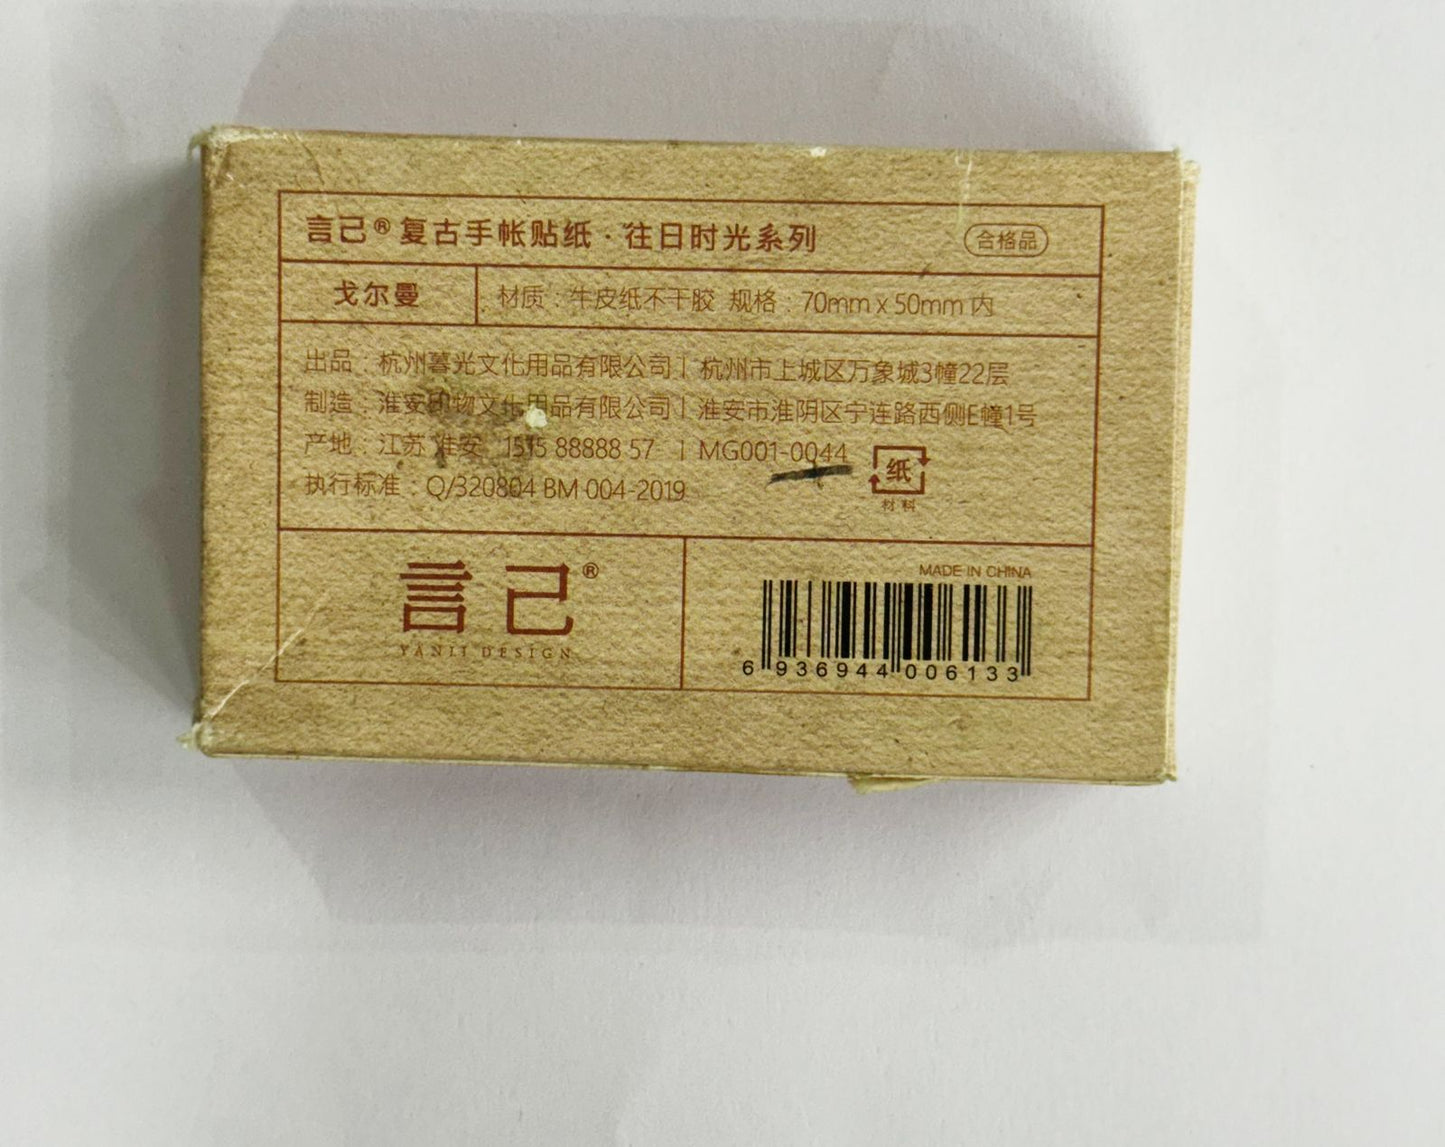 言己® 复古手帐贴纸 · 往日时光系列 合格品
戈尔曼 材质：牛皮纸不干胶 规格：70mm x 50mm 内
出品：杭州暮光文化用品有限公司 | 杭州市上城区万象城3幢22层
制造：淮安印物文化用品有限公司 | 淮安市淮阴区宁连路西侧E幢1号
产地：江苏 淮安 1515 88888 57 | MG001-0044
纸
材料
执行标准：Q/320804 BM 004-2019
言己®
YANJI DESIGN
MADE IN CHINA
6 936944 006133